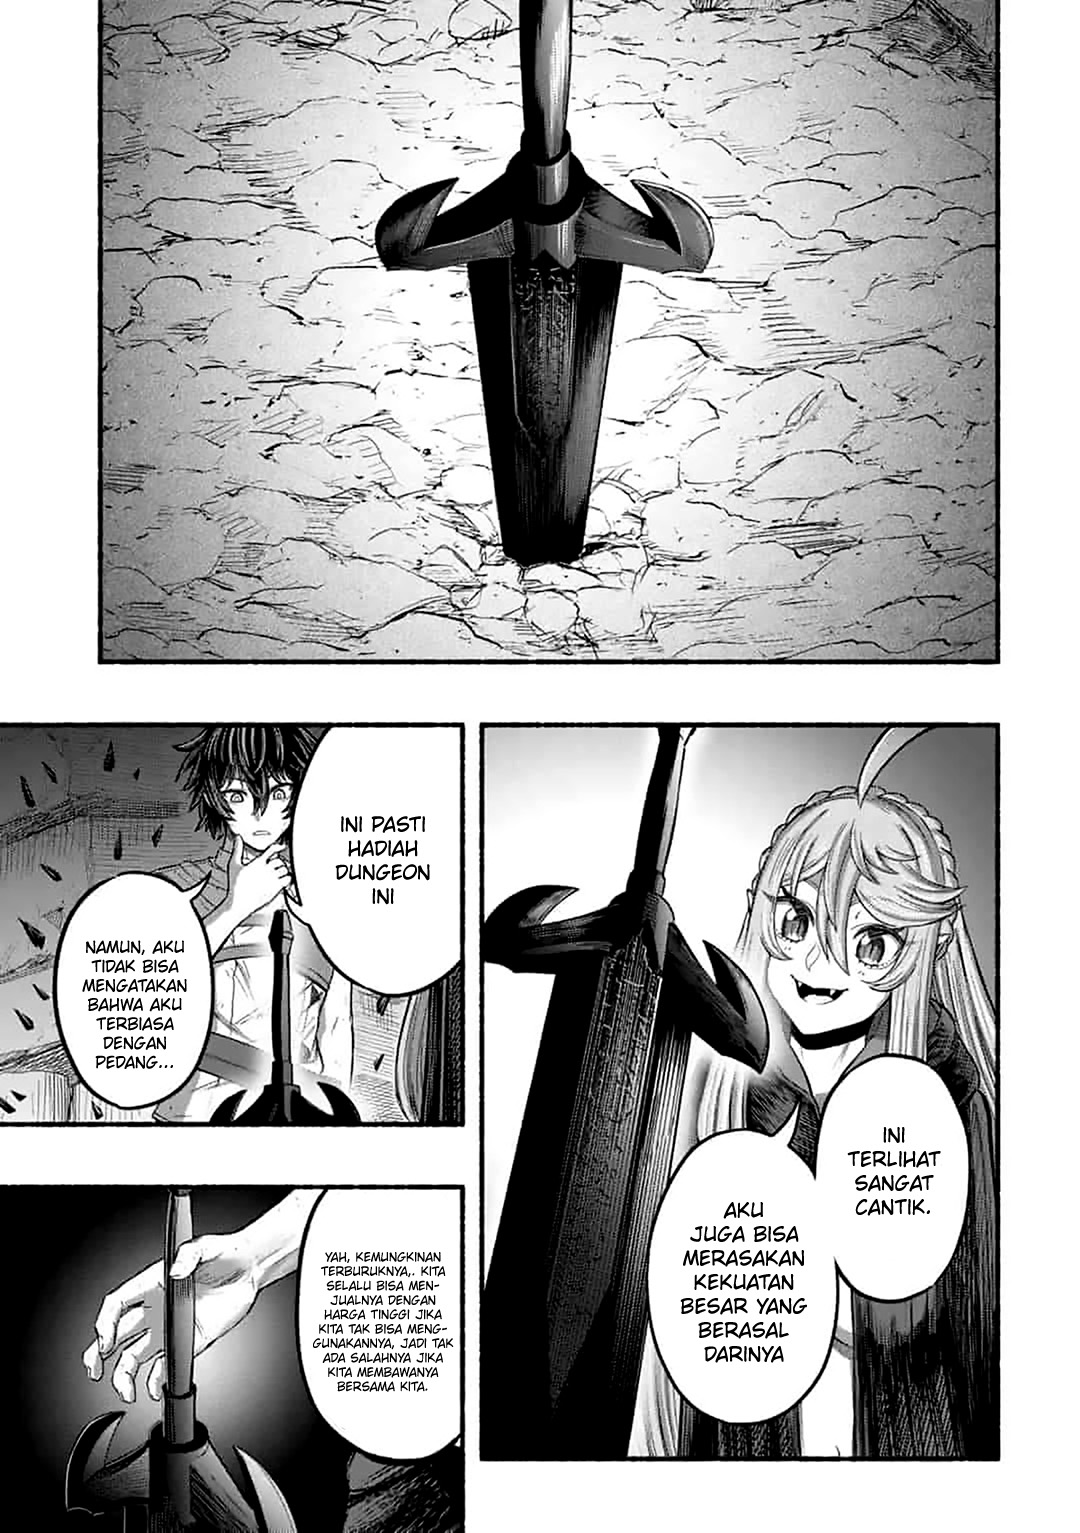 INI
TERLIHAT
SANGAT
CANTIK.
AKU
JUGA BISA
MERASAKAN
KEKUATAN
BESAR YANG
BERASAL
DARINYA
INI PASTI
HADIAH
DUNGEON
INI
NAMUN, AKU
TIDAK BISA
MENGATAKAN
BAHWA AKU
TERBIASA
DENGAN
PEDANG...
YAH, KEMUNGKINAN
TERBURUKNYA,. KITA
SELALU BISA MEN-
JUALNYA DENGAN
HARGA TINGGI JIKA
KITA TAK BISA MENG-
GUNAKANNYA, JADI TAK
ADA SALAHNYA JIKA
KITA MEMBAWANYA
BERSAMA KITA.